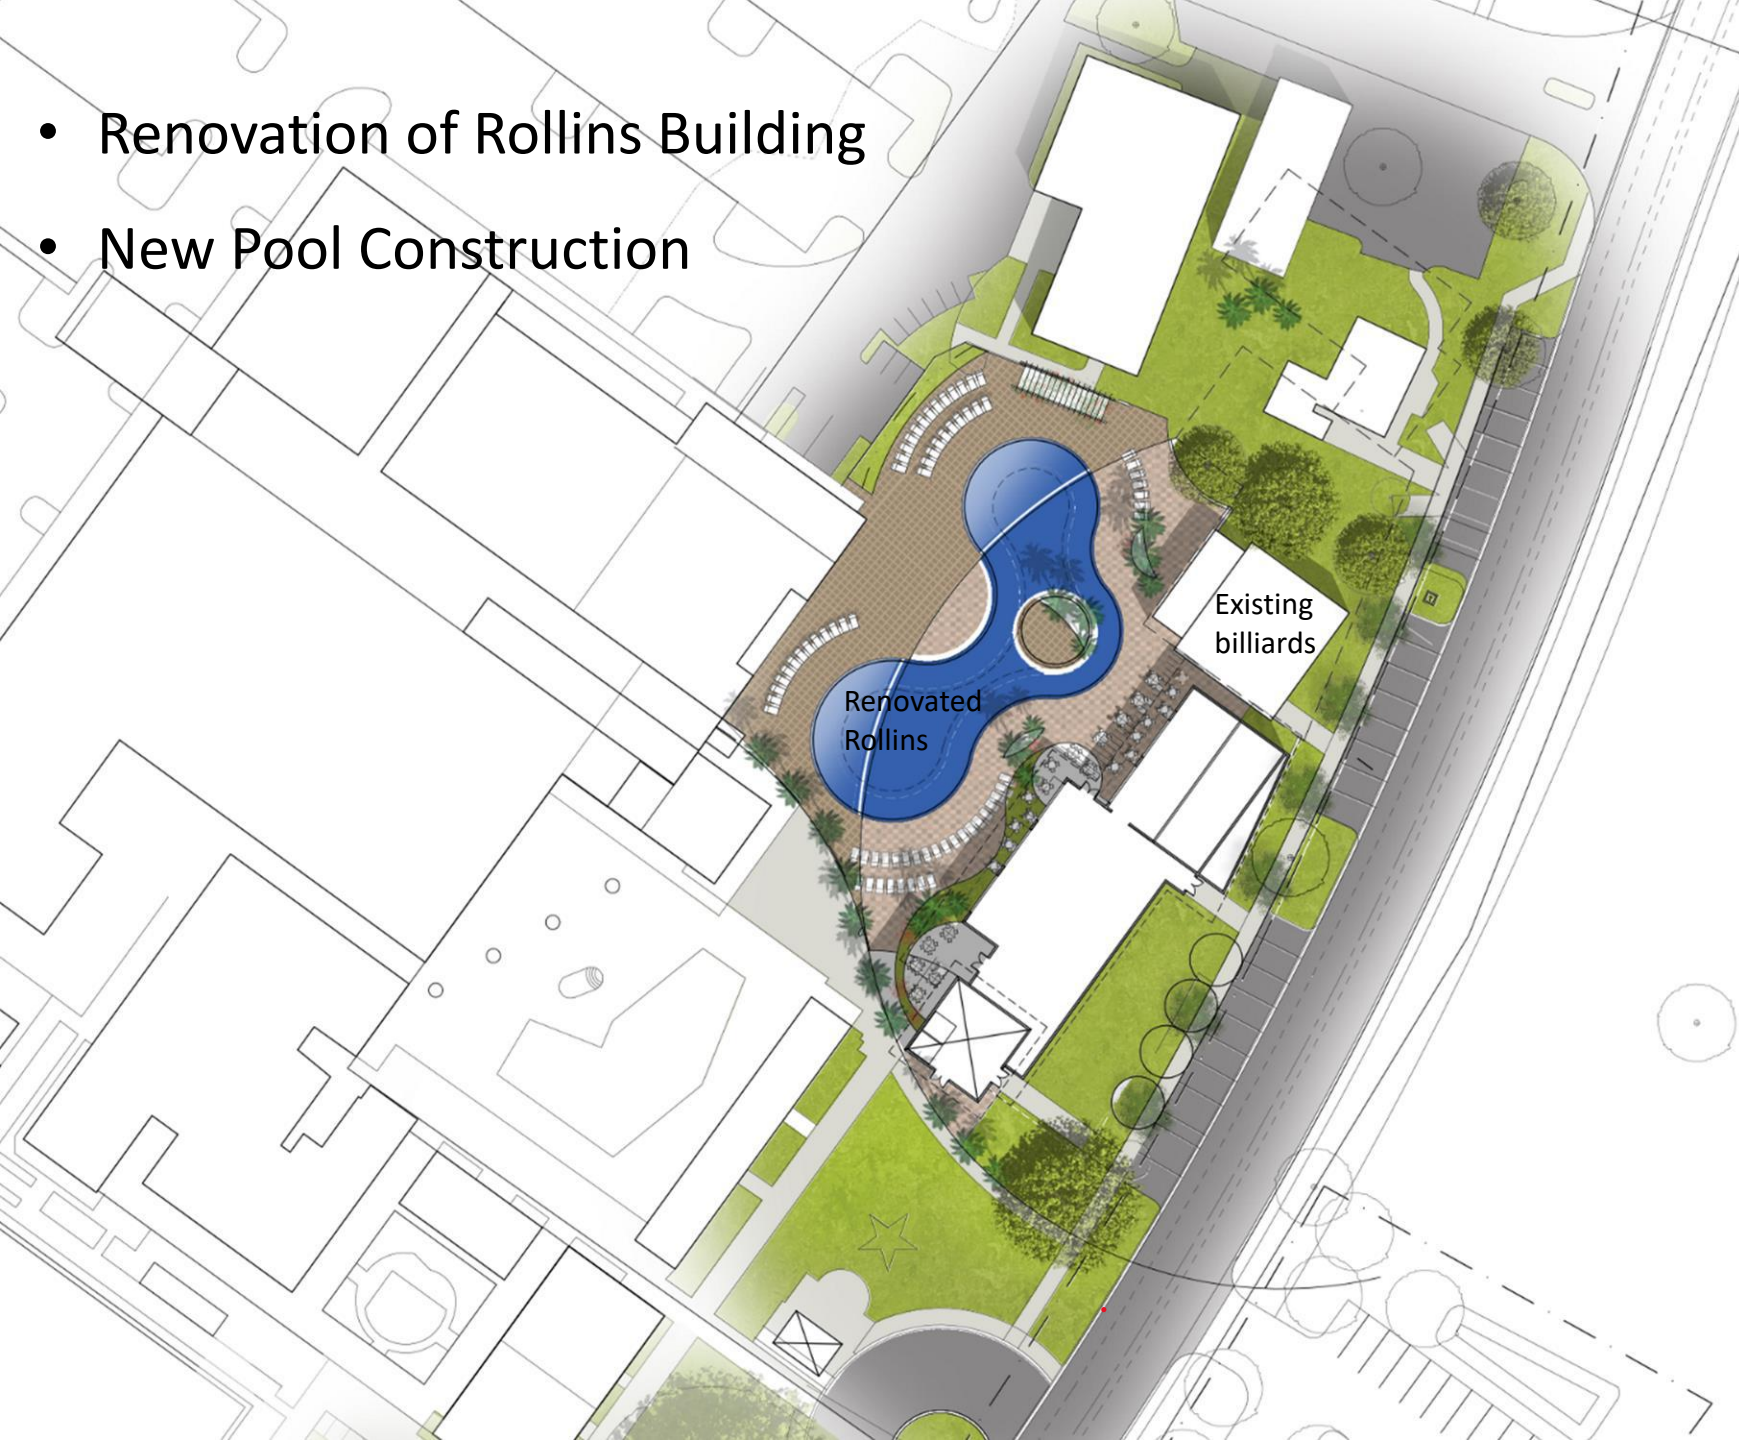 • Renovation of Rollins Building
• New Pool Construction
Existing
billiards
Renovated
Rollins